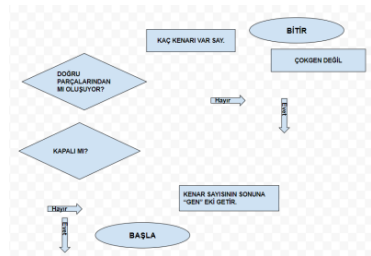 BİTİR
KAÇ KENARI VAR SAY.
ÇOKGEN DEĞİL
DOĞRU
PARÇALARINDAN
MI OLUŞUYOR?
Hayır
Evet
KAPALI MI?
KENAR SAYISININ SONUNA
“GEN” EKİ GETİR.
Hayır
Evet
BAŞLA